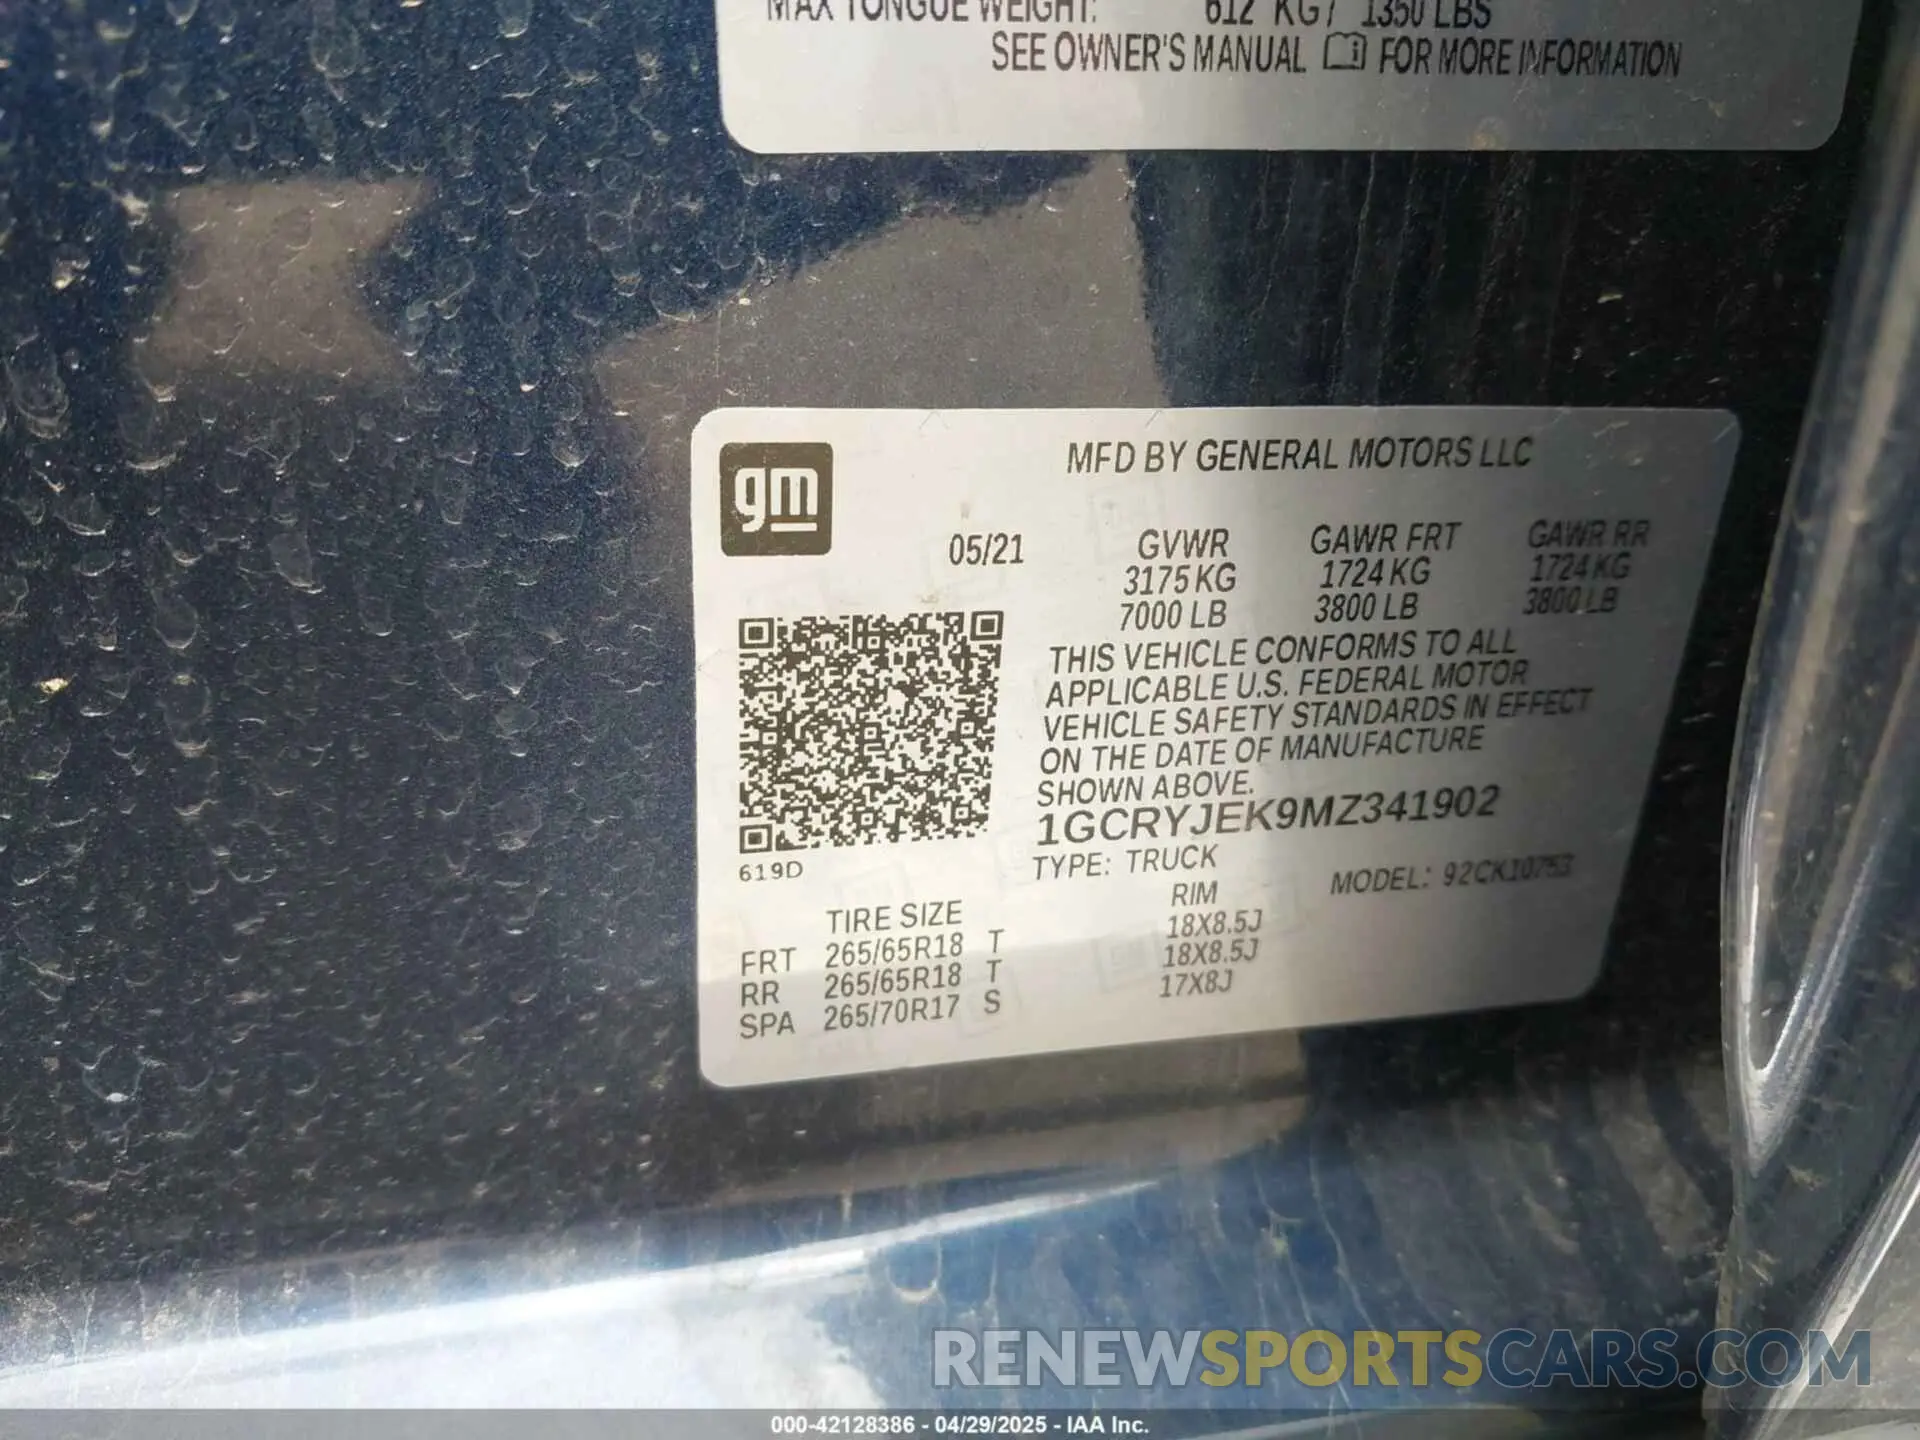 MAX TONGUE WEIGHT: 612 KG / 1350 LBS
SEE OWNER'S MANUAL FOR MORE INFORMATION
gm
MFD BY GENERAL MOTORS LLC
05/21
GVWR GAWR FRT GAWR RR
3175 KG 1724 KG 1724 KG
7000 LB 3800 LB 3800 LB
THIS VEHICLE CONFORMS TO ALL
APPLICABLE U.S. FEDERAL MOTOR
VEHICLE SAFETY STANDARDS IN EFFECT
ON THE DATE OF MANUFACTURE
SHOWN ABOVE.
1GCRYJEK9MZ341902
619D
TYPE: TRUCK MODEL: 92CK10753
TIRE SIZE RIM
FRT 265/65R18 T 18X8.5J
RR 265/65R18 T 18X8.5J
SPA 265/70R17 S 17X8J
RENEWSPORTSCARS.COM
000-42128386 - 04/29/2025 - IAA Inc.